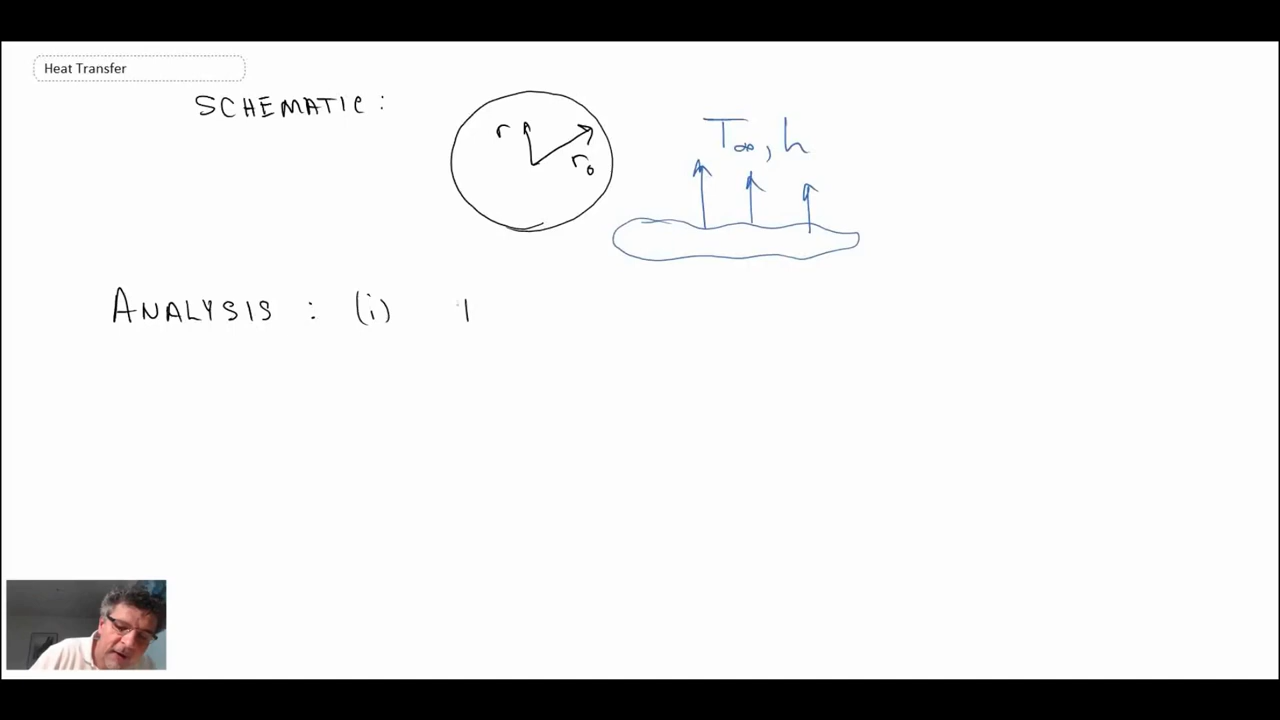 Heat Transfer
SCHEMATIC:
r
r₀
T∞, h
ANALYSIS : (i)